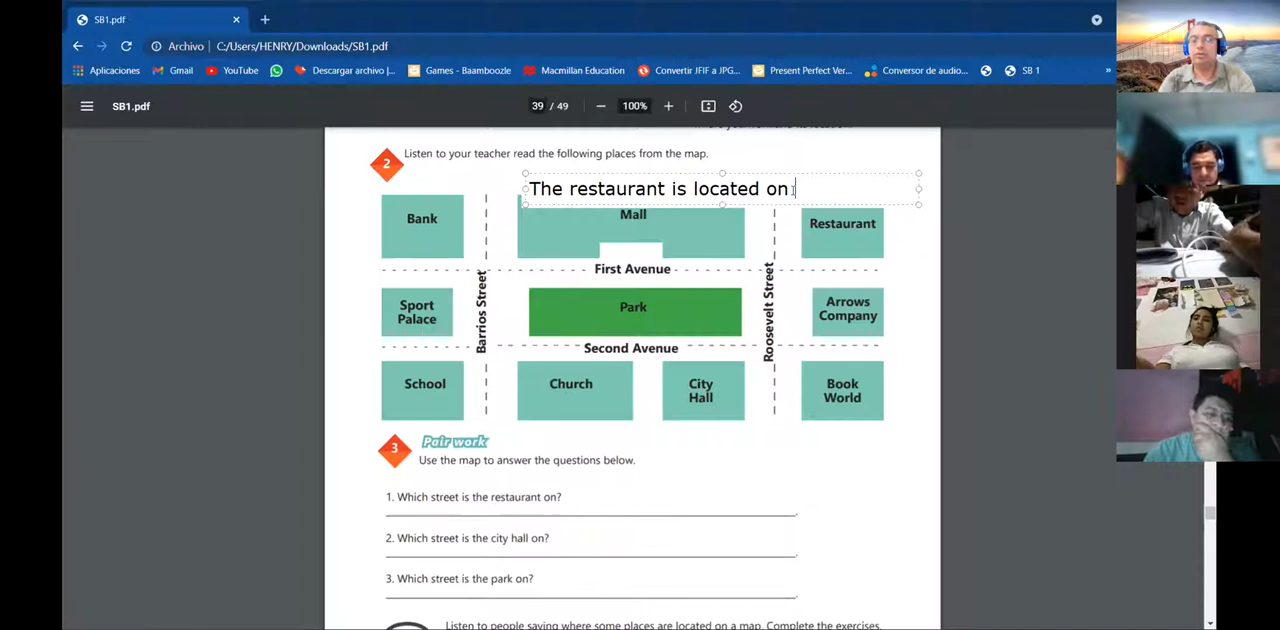 SB1.pdf
Archivo
C:/Users/HENRY/Downloads/SB1.pdf
Aplicaciones
Gmail
YouTube
Descargar archivo |...
Games - Baamboozle
Macmillan Education
Convertir JFIF a JPG...
Present Perfect Ver...
Conversor de audio...
SB 1
»
SB1.pdf
39 / 49
100%
2
Listen to your teacher read the following places from the map.
The restaurant is located on
Bank
Mall
Restaurant
First Avenue
Barrios Street
Roosevelt Street
Sport
Palace
Park
Arrows
Company
Second Avenue
School
Church
City
Hall
Book
World
3
Pair work
Use the map to answer the questions below.
1. Which street is the restaurant on?
2. Which street is the city hall on?
3. Which street is the park on?
Listen to people saying where some places are located on a map. Complete the exercises.